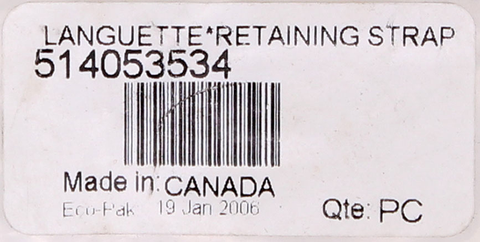 LANGUETTE*RETAINING STRAP
514053534
Made in: CANADA
Eco-Pak 19 Jan 2006
Qte: PC